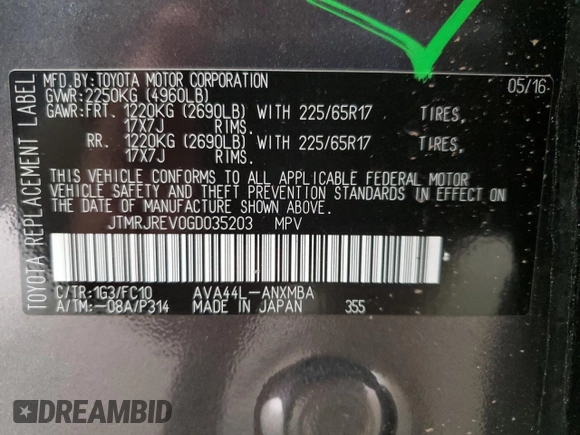 TOYOTA REPLACEMENT LABEL
MFD.BY:TOYOTA MOTOR CORPORATION 05/16
GVWR:2250KG (4960LB)
GAWR:FRT. 1220KG (2690LB) WITH 225/65R17 TIRES,
17X7J RIMS.
RR. 1220KG (2690LB) WITH 225/65R17 TIRES,
17X7J RIMS.
THIS VEHICLE CONFORMS TO ALL APPLICABLE FEDERAL MOTOR
VEHICLE SAFETY AND THEFT PREVENTION STANDARDS IN EFFECT ON
THE DATE OF MANUFACTURE SHOWN ABOVE.
JTMRJREV0GD035203 MPV
C/TR:1G3/FC10 AVA44L-ANXMBA
A/TM:-08A/P314 MADE IN JAPAN 355
DREAMBID